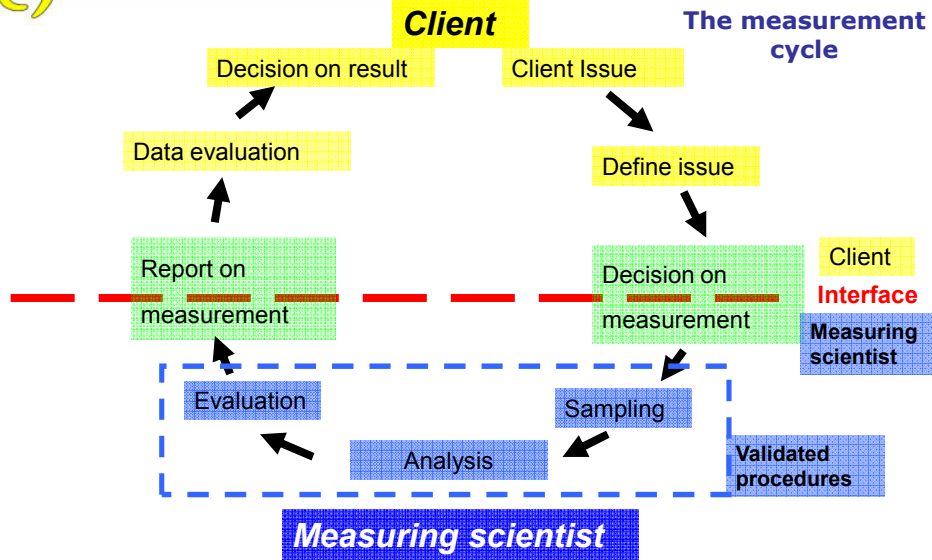 e)
Client
The measurement
cycle
Decision on result
Client Issue
Data evaluation
Define issue
Report on
measurement
Decision on
measurement
Client
Interface
Measuring
scientist
Evaluation
Sampling
Analysis
Validated
procedures
Measuring scientist